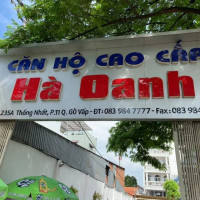 CĂN HỘ CAO CẤP
Hà Oanh
235A Thống Nhất, P.11 Q. GÒ VẤP - ĐT: 083 984 7777 - Fax: 083 984